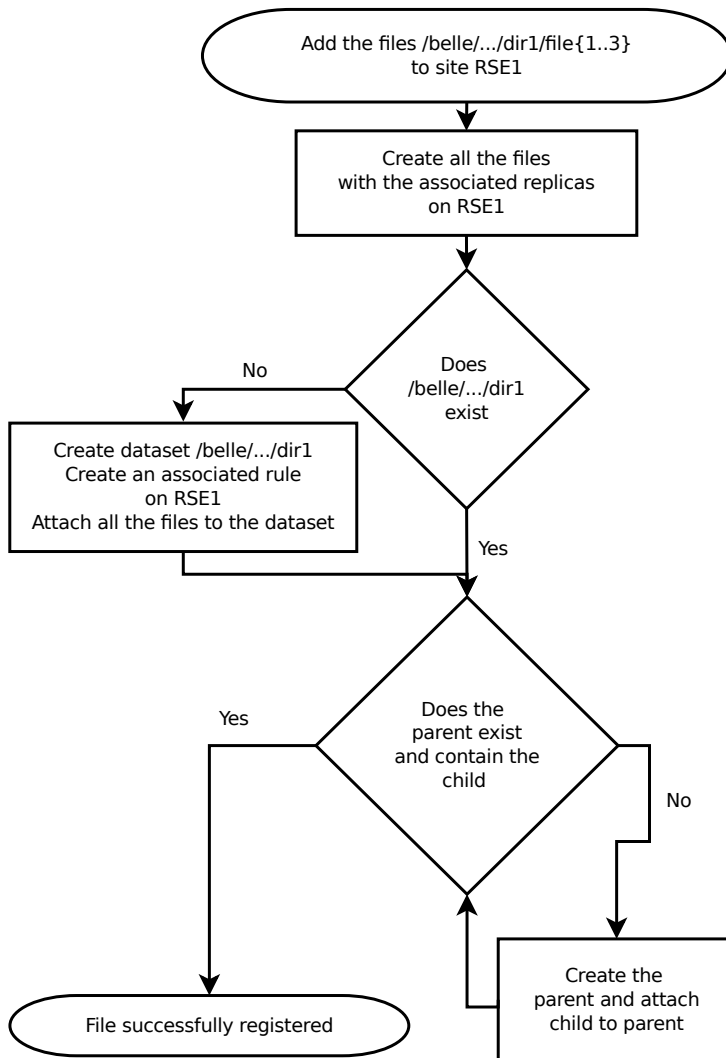 Add the files /belle/.../dir1/file{1..3}
to site RSE1
Create all the files
with the associated replicas
on RSE1
Does
/belle/.../dir1
exist
No
Create dataset /belle/.../dir1
Create an associated rule
on RSE1
Attach all the files to the dataset
Yes
Does the
parent exist
and contain the
child
Yes
No
Create the
parent and attach
child to parent
File successfully registered